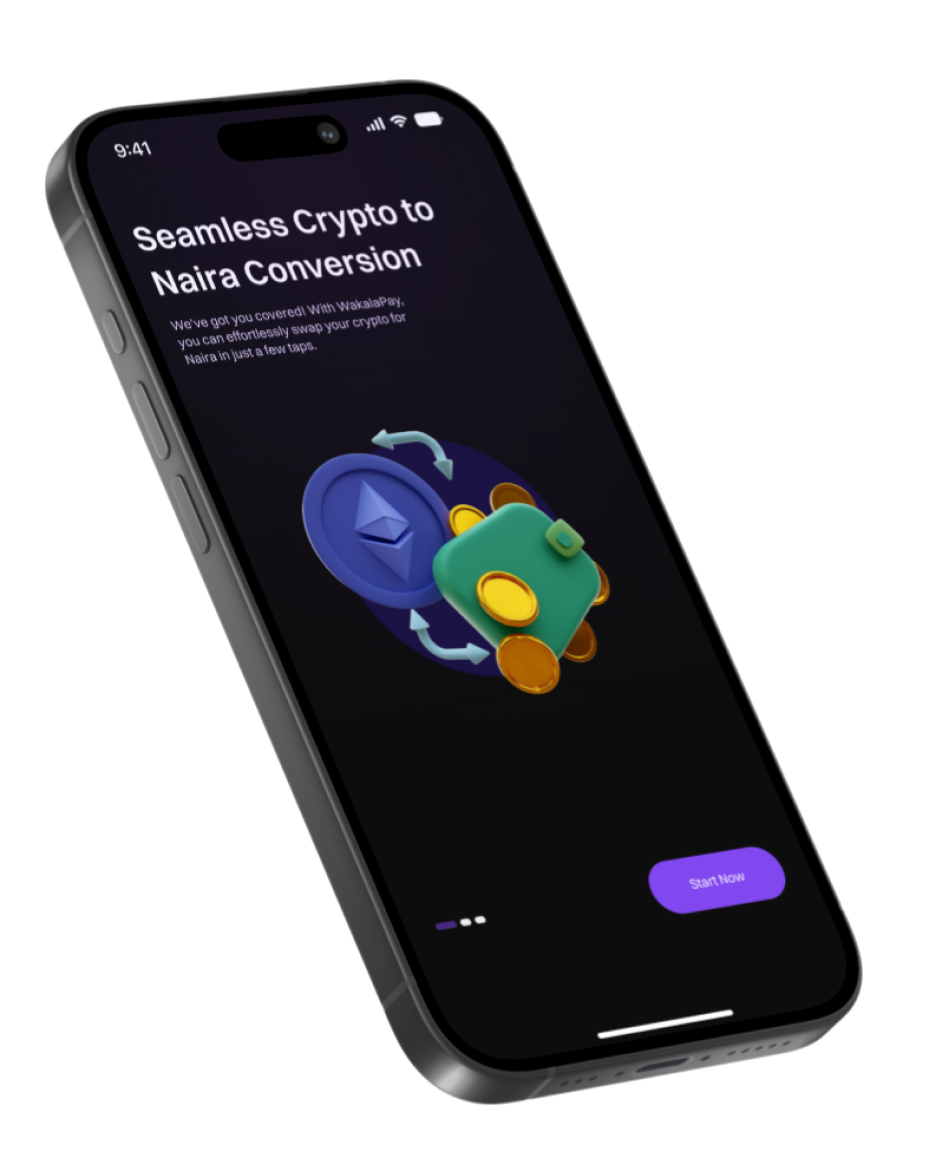 9:41
Seamless Crypto to
Naira Conversion
We've got you covered! With WakalaPay,
you can effortlessly swap your crypto for
Naira in just a few taps.
Start Now